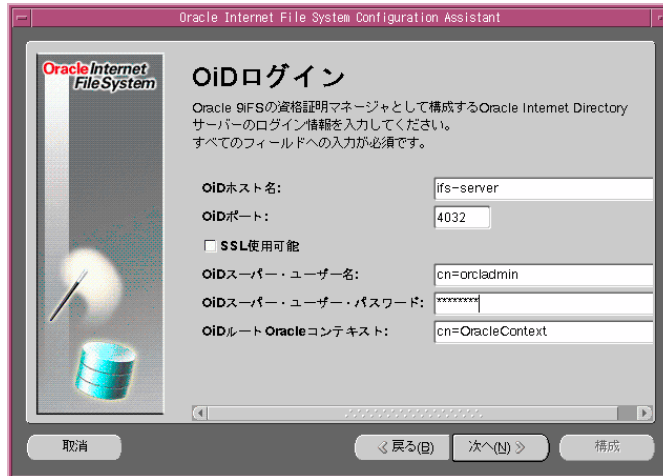 Oracle Internet File System Configuration Assistant
Oracle Internet
File System
OiDログイン
Oracle 9iFSの資格証明マネージャとして構成するOracle Internet Directory
サーバーのログイン情報を入力してください。
すべてのフィールドへの入力が必須です。
OiDホスト名: ifs-server
OiDポート: 4032
SSL使用可能
OiDスーパー・ユーザー名: cn=orcladmin
OiDスーパー・ユーザー・パスワード: ********
OiDルートOracleコンテキスト: cn=OracleContext
取消 戻る(B) 次へ(N) 構成